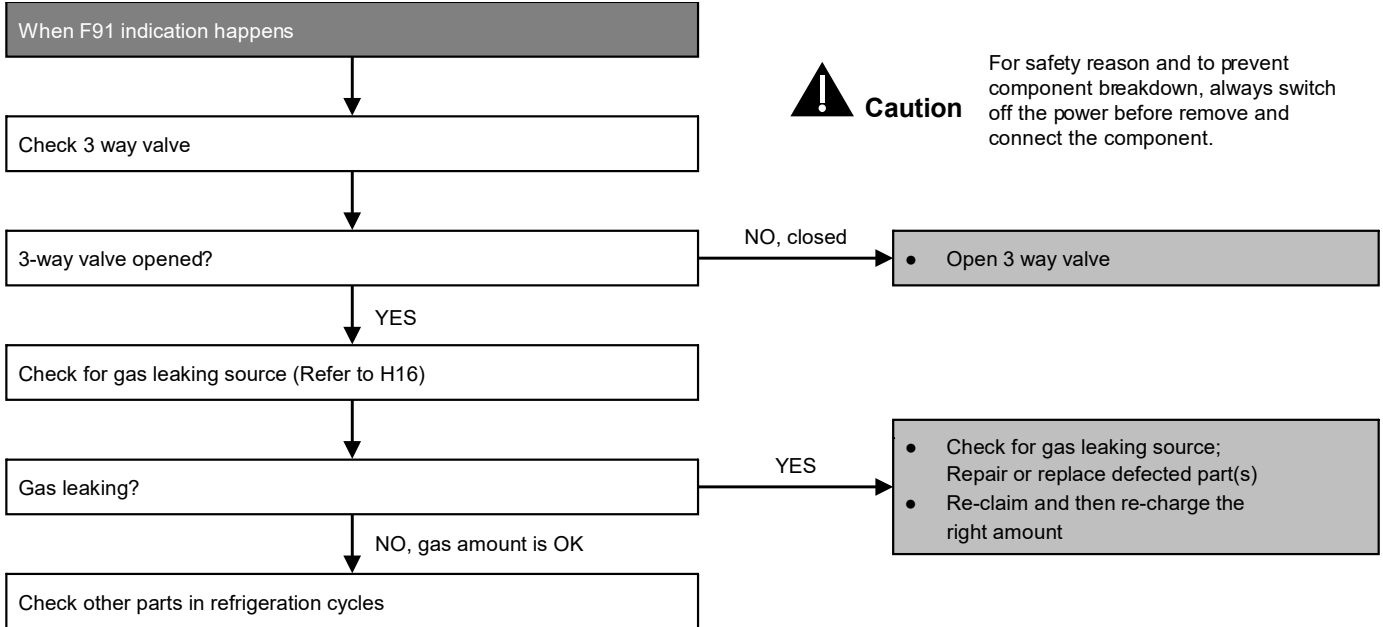 When F91 indication happens
Caution
For safety reason and to prevent
component breakdown, always switch
off the power before remove and
connect the component.
Check 3 way valve
3-way valve opened?
NO, closed
● Open 3 way valve
YES
Check for gas leaking source (Refer to H16)
Gas leaking?
YES
● Check for gas leaking source;
Repair or replace defected part(s)
● Re-claim and then re-charge the
right amount
NO, gas amount is OK
Check other parts in refrigeration cycles